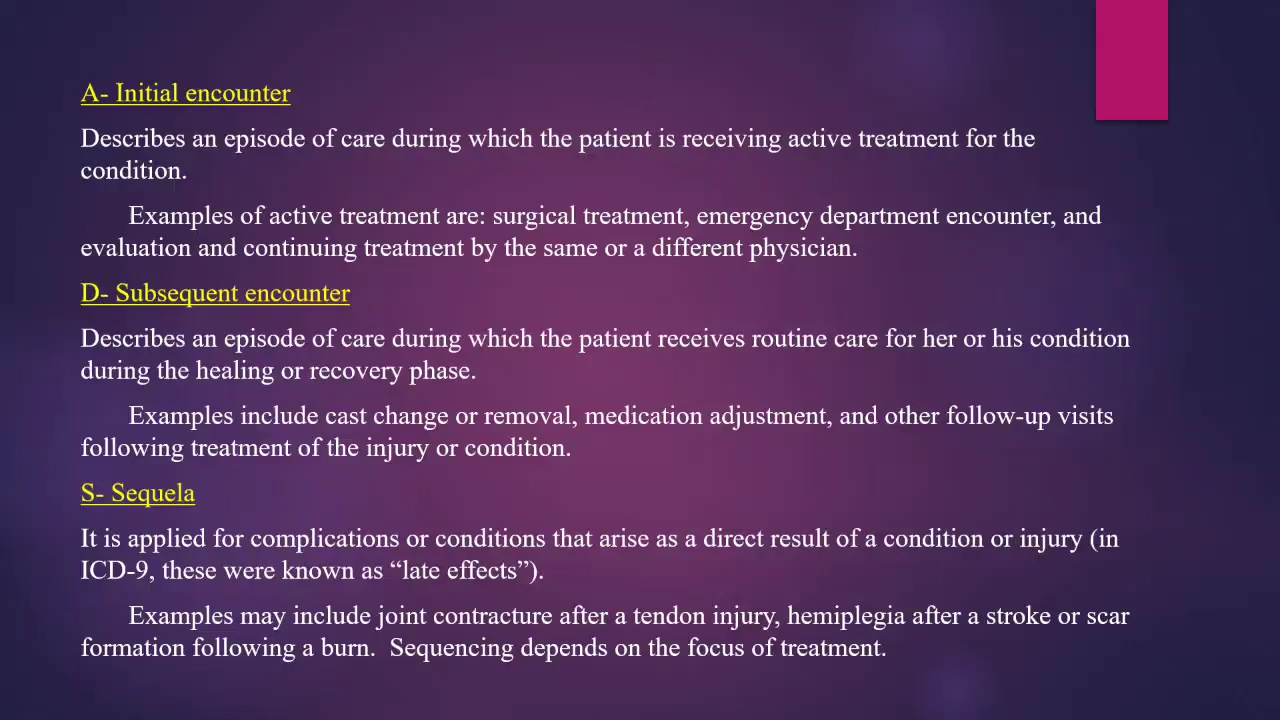 A- Initial encounter
Describes an episode of care during which the patient is receiving active treatment for the
condition.
Examples of active treatment are: surgical treatment, emergency department encounter, and
evaluation and continuing treatment by the same or a different physician.
D- Subsequent encounter
Describes an episode of care during which the patient receives routine care for her or his condition
during the healing or recovery phase.
Examples include cast change or removal, medication adjustment, and other follow-up visits
following treatment of the injury or condition.
S- Sequela
It is applied for complications or conditions that arise as a direct result of a condition or injury (in
ICD-9, these were known as “late effects”).
Examples may include joint contracture after a tendon injury, hemiplegia after a stroke or scar
formation following a burn.  Sequencing depends on the focus of treatment.